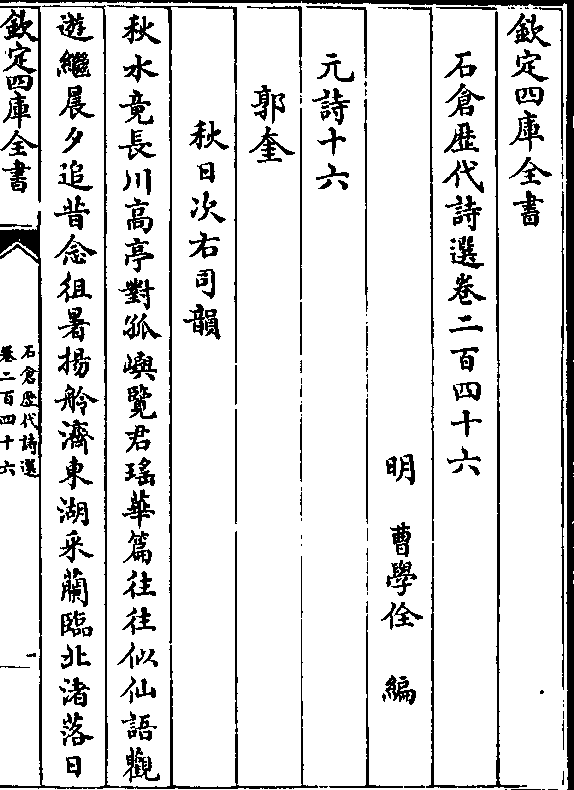 欽定四庫全書
石倉歴代詩選卷二百四十六
明 曹學佺 編
元詩十六
郭奎
秋日次右司韻
秋水竟長川髙亭對孤嶼覽君瑤華篇往往似仙語觀
遊繼晨夕追昔念徂暑揚舲濟東湖采蘭臨北渚落日
欽定四庫全書
石倉歴代詩選
卷二百四十六
一